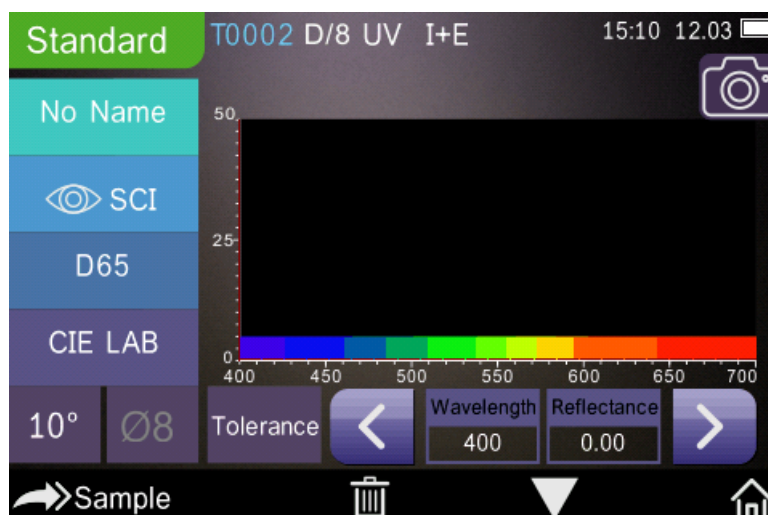 Standard T0002 D/8 UV I+E 15:10 12.03
No Name
SCI
D65
CIE LAB
10° Ø8
50
25
0
400 450 500 550 600 650 700
Tolerance
Wavelength
400
Reflectance
0.00
Sample